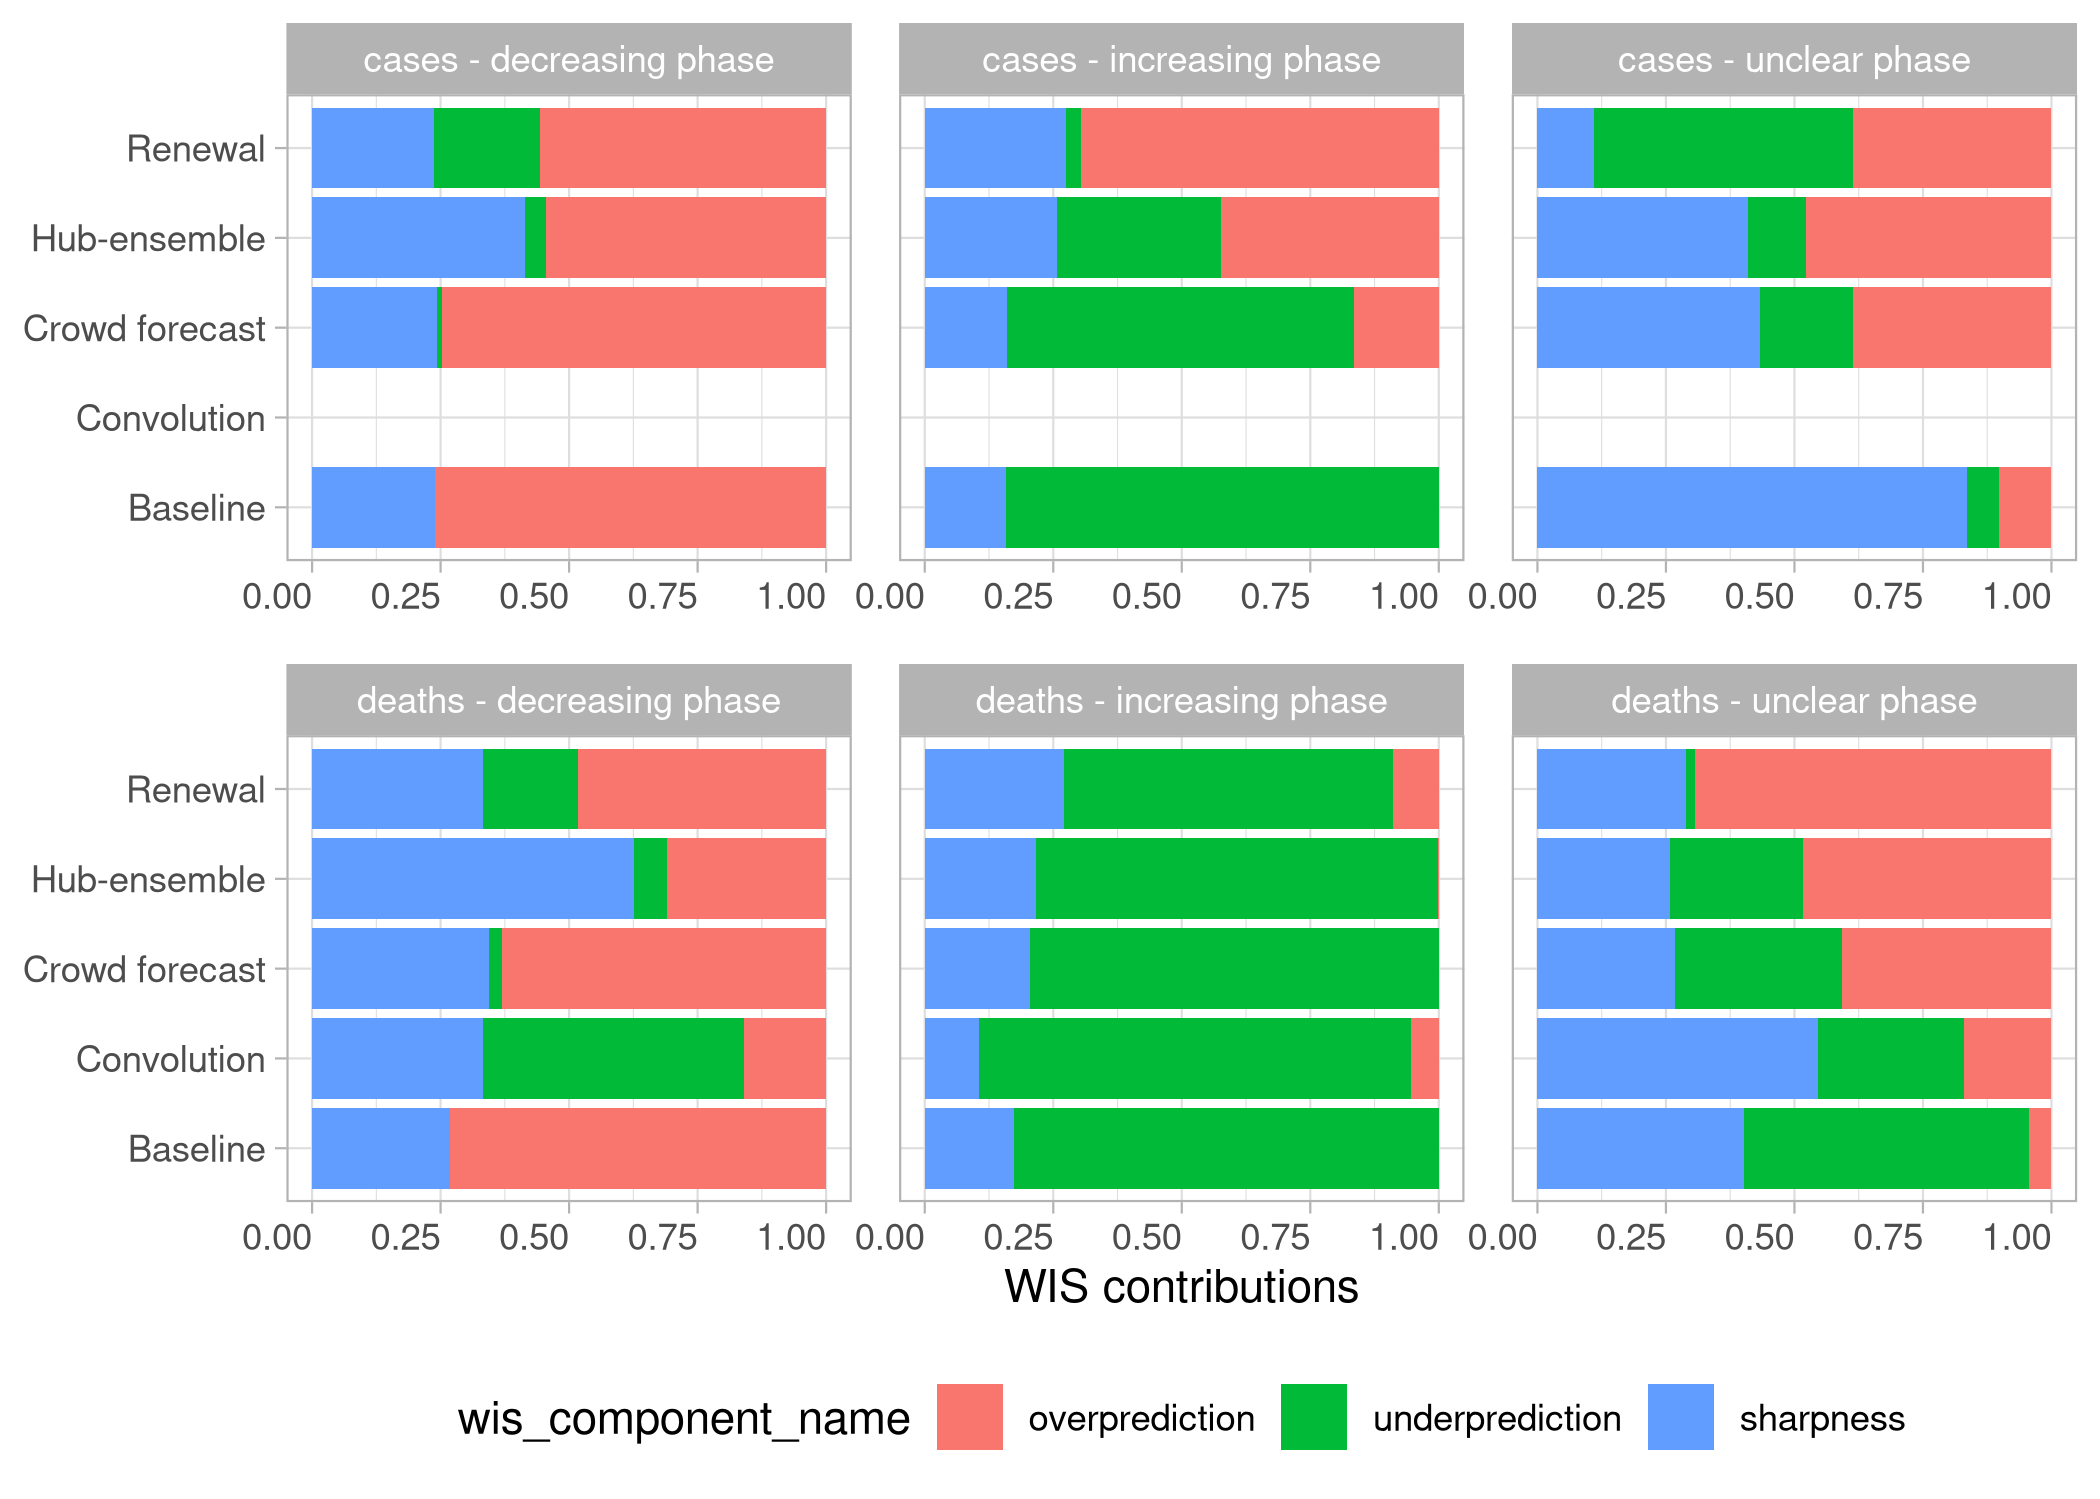 cases - decreasing phase
cases - increasing phase
cases - unclear phase
Renewal
Hub-ensemble
Crowd forecast
Convolution
Baseline
0.00 0.25 0.50 0.75 1.00
0.00 0.25 0.50 0.75 1.00
0.00 0.25 0.50 0.75 1.00
deaths - decreasing phase
deaths - increasing phase
deaths - unclear phase
Renewal
Hub-ensemble
Crowd forecast
Convolution
Baseline
0.00 0.25 0.50 0.75 1.00
0.00 0.25 0.50 0.75 1.00
0.00 0.25 0.50 0.75 1.00
WIS contributions
wis_component_name overprediction underprediction sharpness